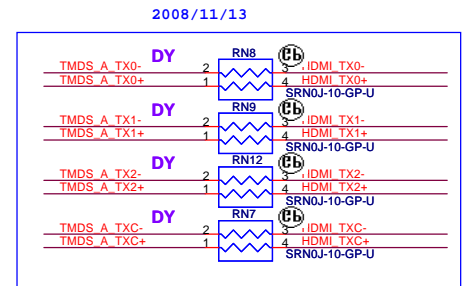 2008/11/13
DY RN8
TMDS_A_TX0- 2 3 HDMI_TX0-
TMDS_A_TX0+ 1 4 HDMI_TX0+
SRN0J-10-GP-U
DY RN9
TMDS_A_TX1- 2 3 HDMI_TX1-
TMDS_A_TX1+ 1 4 HDMI_TX1+
SRN0J-10-GP-U
DY RN12
TMDS_A_TX2- 2 3 HDMI_TX2-
TMDS_A_TX2+ 1 4 HDMI_TX2+
SRN0J-10-GP-U
DY RN7
TMDS_A_TXC- 2 3 HDMI_TXC-
TMDS_A_TXC+ 1 4 HDMI_TXC+
SRN0J-10-GP-U